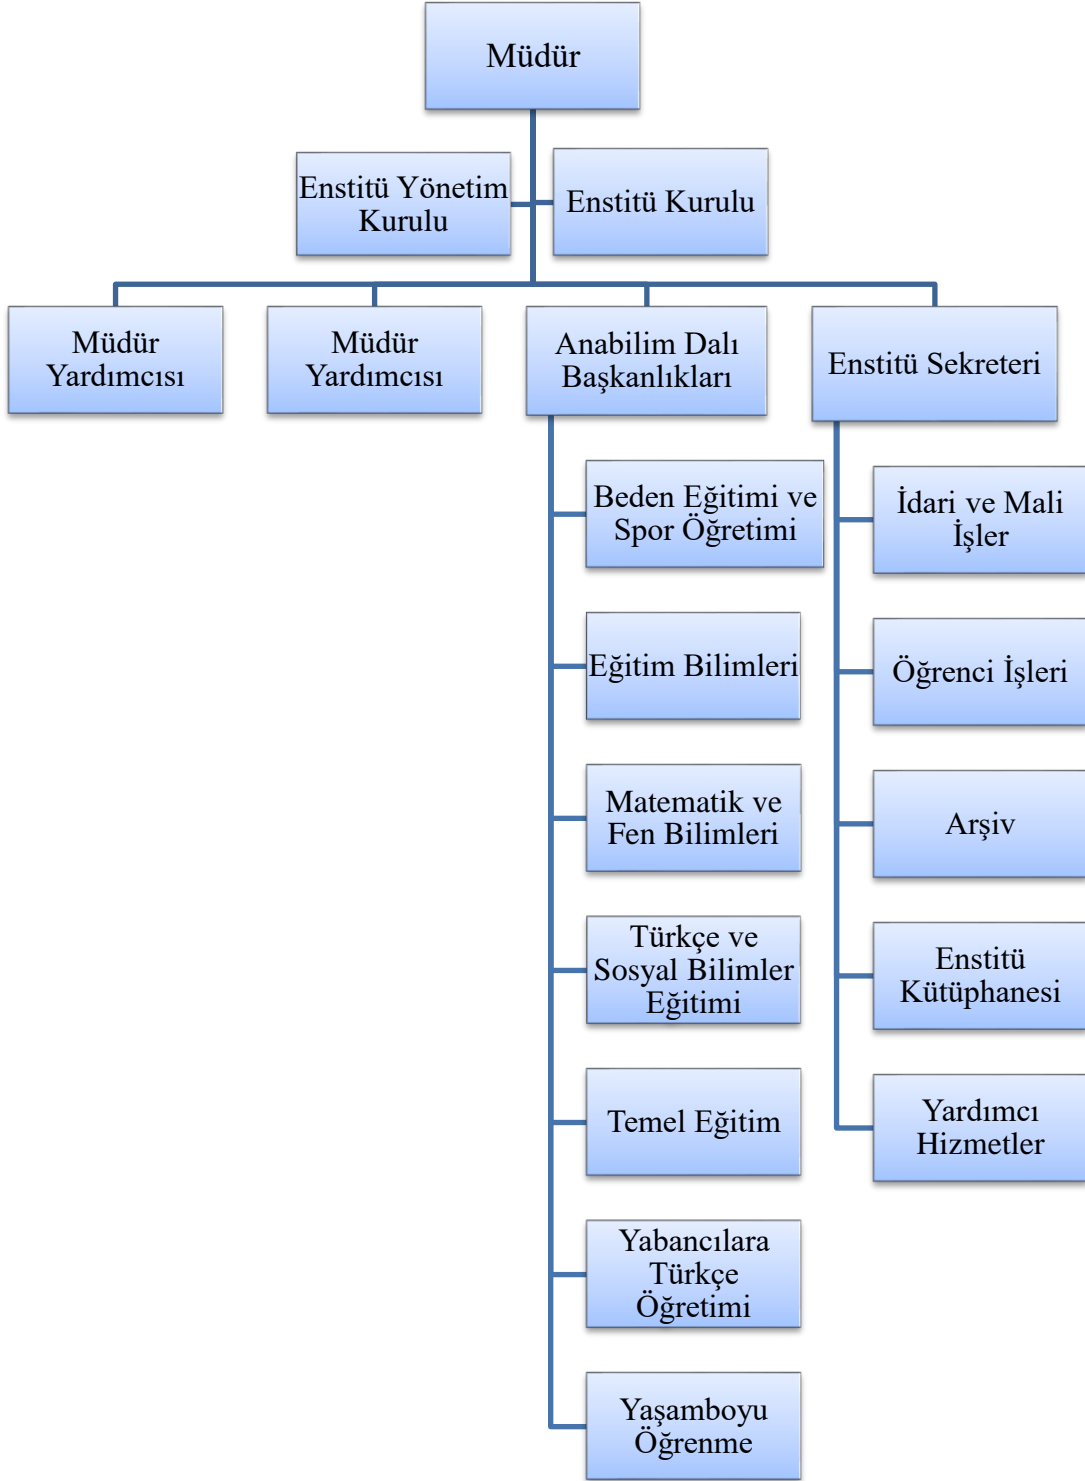 Müdür
Enstitü Yönetim
Kurulu
Enstitü Kurulu
Müdür
Yardımcısı
Müdür
Yardımcısı
Anabilim Dalı
Başkanlıkları
Enstitü Sekreteri
Beden Eğitimi ve
Spor Öğretimi
Eğitim Bilimleri
Matematik ve
Fen Bilimleri
Türkçe ve
Sosyal Bilimler
Eğitimi
Temel Eğitim
Yabancılara
Türkçe
Öğretimi
Yaşamboyu
Öğrenme
İdari ve Mali
İşler
Öğrenci İşleri
Arşiv
Enstitü
Kütüphanesi
Yardımcı
Hizmetler